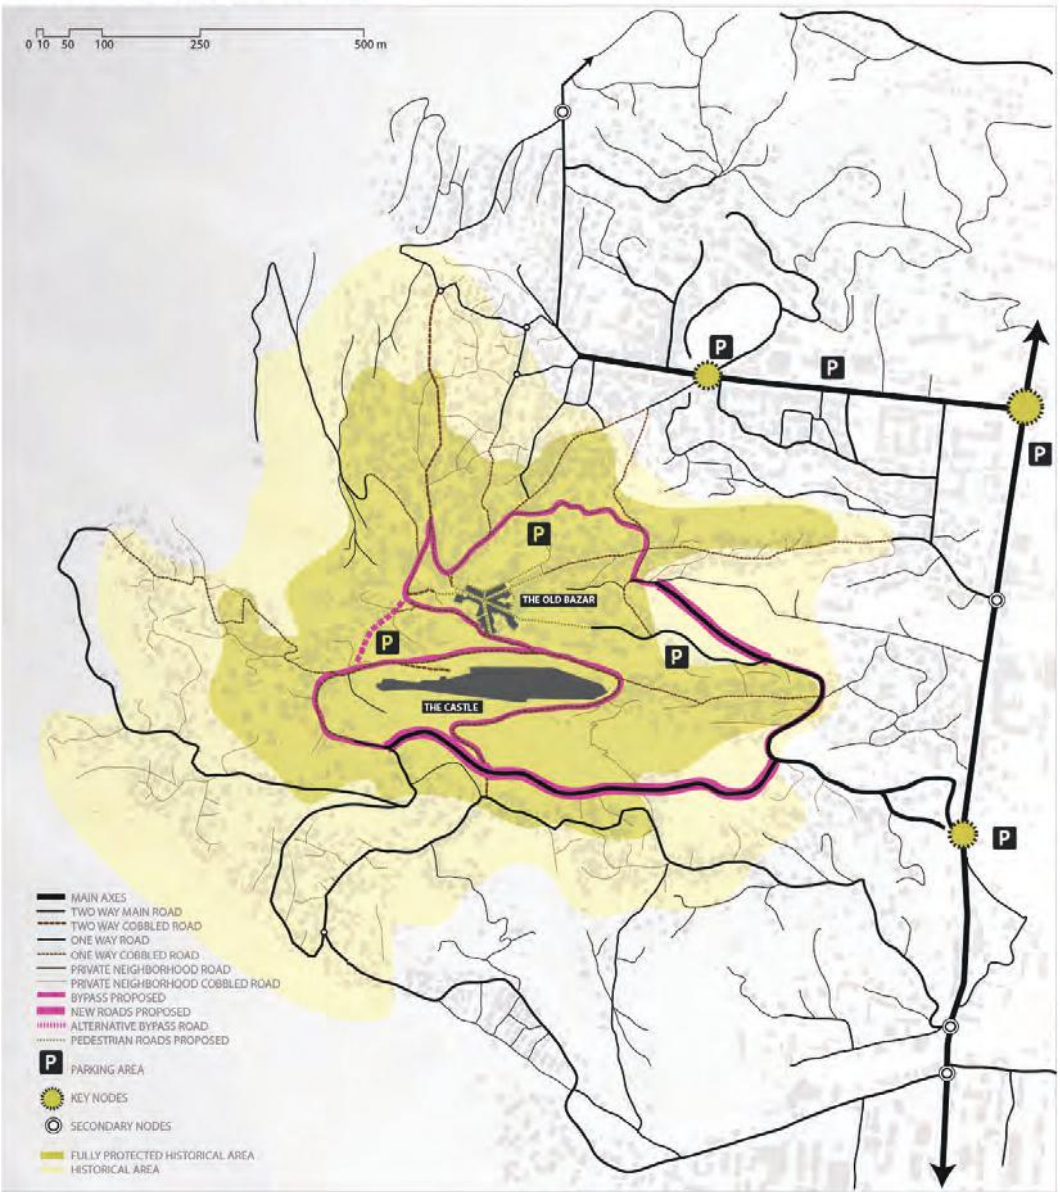 0 10 50 100 250 500 m
P
P
P
P
THE OLD BAZAR
P
P
THE CASTLE
P
MAIN AXES
TWO WAY MAIN ROAD
TWO WAY COBBLED ROAD
ONE WAY ROAD
ONE WAY COBBLED ROAD
PRIVATE NEIGHBORHOOD ROAD
PRIVATE NEIGHBORHOOD COBBLED ROAD
BYPASS PROPOSED
NEW ROADS PROPOSED
ALTERNATIVE BYPASS ROAD
PEDESTRIAN ROADS PROPOSED
P PARKING AREA
KEY NODES
SECONDARY NODES
FULLY PROTECTED HISTORICAL AREA
HISTORICAL AREA